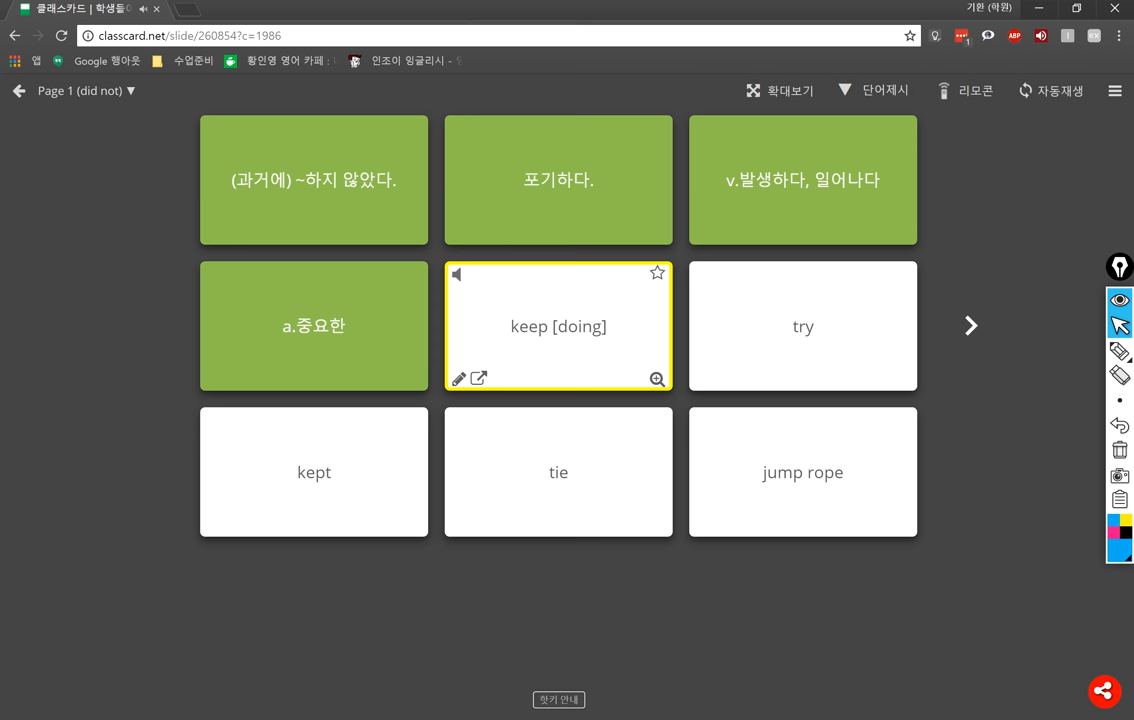 클래스카드 | 학생들이
기환 (학원)
classcard.net/slide/260854?c=1986
ABP
1
앱
Google 행아웃
수업준비
황인영 영어 카페 :
인조이 잉글리시 -
Page 1 (did not) ▼
확대보기
단어제시
리모콘
자동재생
(과거에) ~하지 않았다.
포기하다.
v.발생하다, 일어나다
a.중요한
keep [doing]
try
kept
tie
jump rope
핫키 안내